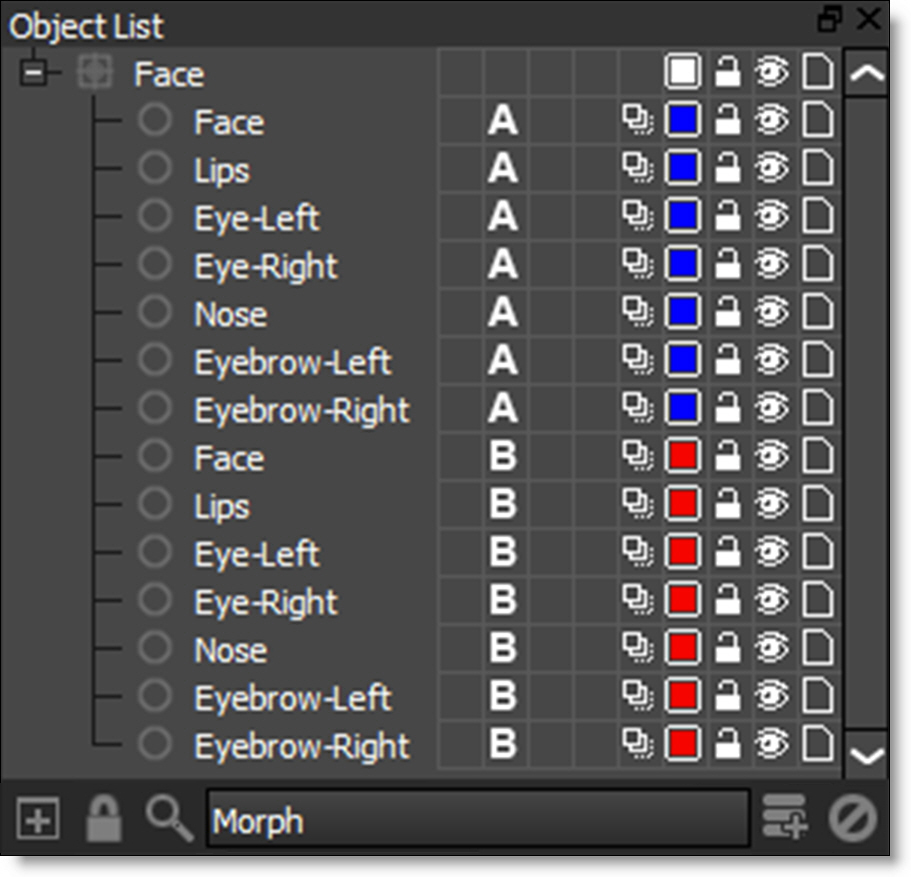 Object List
Face
Face A
Lips A
Eye-Left A
Eye-Right A
Nose A
Eyebrow-Left A
Eyebrow-Right A
Face B
Lips B
Eye-Left B
Eye-Right B
Nose B
Eyebrow-Left B
Eyebrow-Right B
Morph